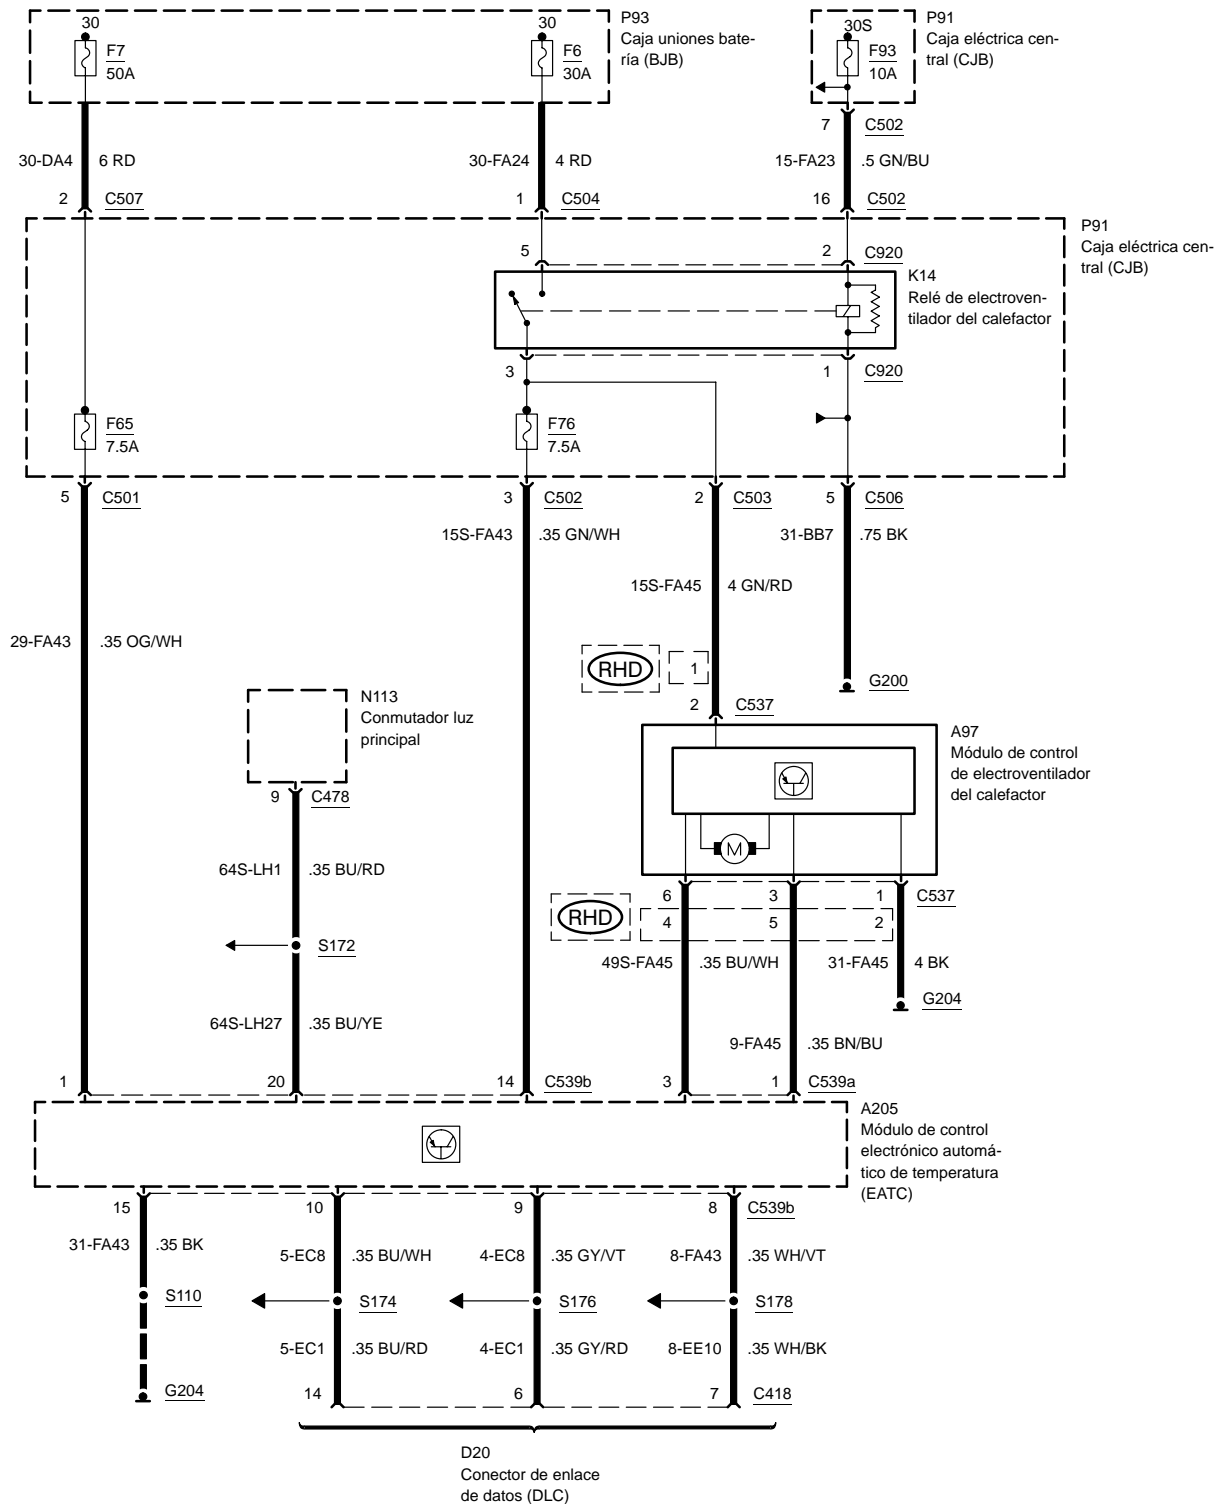 30
F7
50A
30
F6
30A
P93
Caja uniones bate-
ría (BJB)
30S
F93
10A
P91
Caja eléctrica cen-
tral (CJB)
7 C502
30-DA4 6 RD
30-FA24 4 RD
15-FA23 .5 GN/BU
2 C507
1 C504
16 C502
P91
Caja eléctrica cen-
tral (CJB)
5
2 C920
K14
Relé de electroven-
tilador del calefactor
3
1 C920
F65
7.5A
F76
7.5A
5 C501
3 C502
2 C503
5 C506
15S-FA43 .35 GN/WH
31-BB7 .75 BK
15S-FA45 4 GN/RD
29-FA43 .35 OG/WH
RHD 1
G200
N113
Conmutador luz
principal
2 C537
A97
Módulo de control
de electroventilador
del calefactor
9 C478
M
64S-LH1 .35 BU/RD
6 3 1 C537
RHD 4 5 2
S172
49S-FA45 .35 BU/WH
31-FA45 4 BK
G204
64S-LH27 .35 BU/YE
9-FA45 .35 BN/BU
1 20 14 C539b 3 1 C539a
A205
Módulo de control
electrónico automá-
tico de temperatura
(EATC)
15 10 9 8 C539b
31-FA43 .35 BK
5-EC8 .35 BU/WH
4-EC8 .35 GY/VT
8-FA43 .35 WH/VT
S110
S174
S176
S178
5-EC1 .35 BU/RD
4-EC1 .35 GY/RD
8-EE10 .35 WH/BK
G204
14 6 7 C418
D20
Conector de enlace
de datos (DLC)